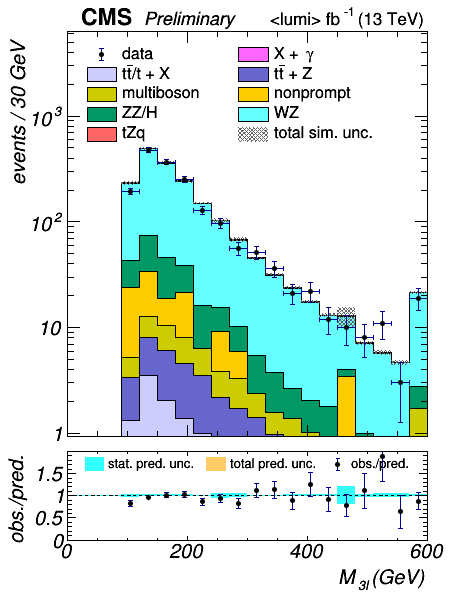 CMS Preliminary <lumi> fb⁻¹ (13 TeV)
events / 30 GeV
data
X + γ
tt̄/t + X
tt̄ + Z
multiboson
nonprompt
ZZ/H
WZ
tZq
total sim. unc.
10³
10²
10
1
stat. pred. unc.
total pred. unc.
obs./pred.
obs./pred.
1.5
1
0.5
0
0 200 400 600
M₃ₗ (GeV)